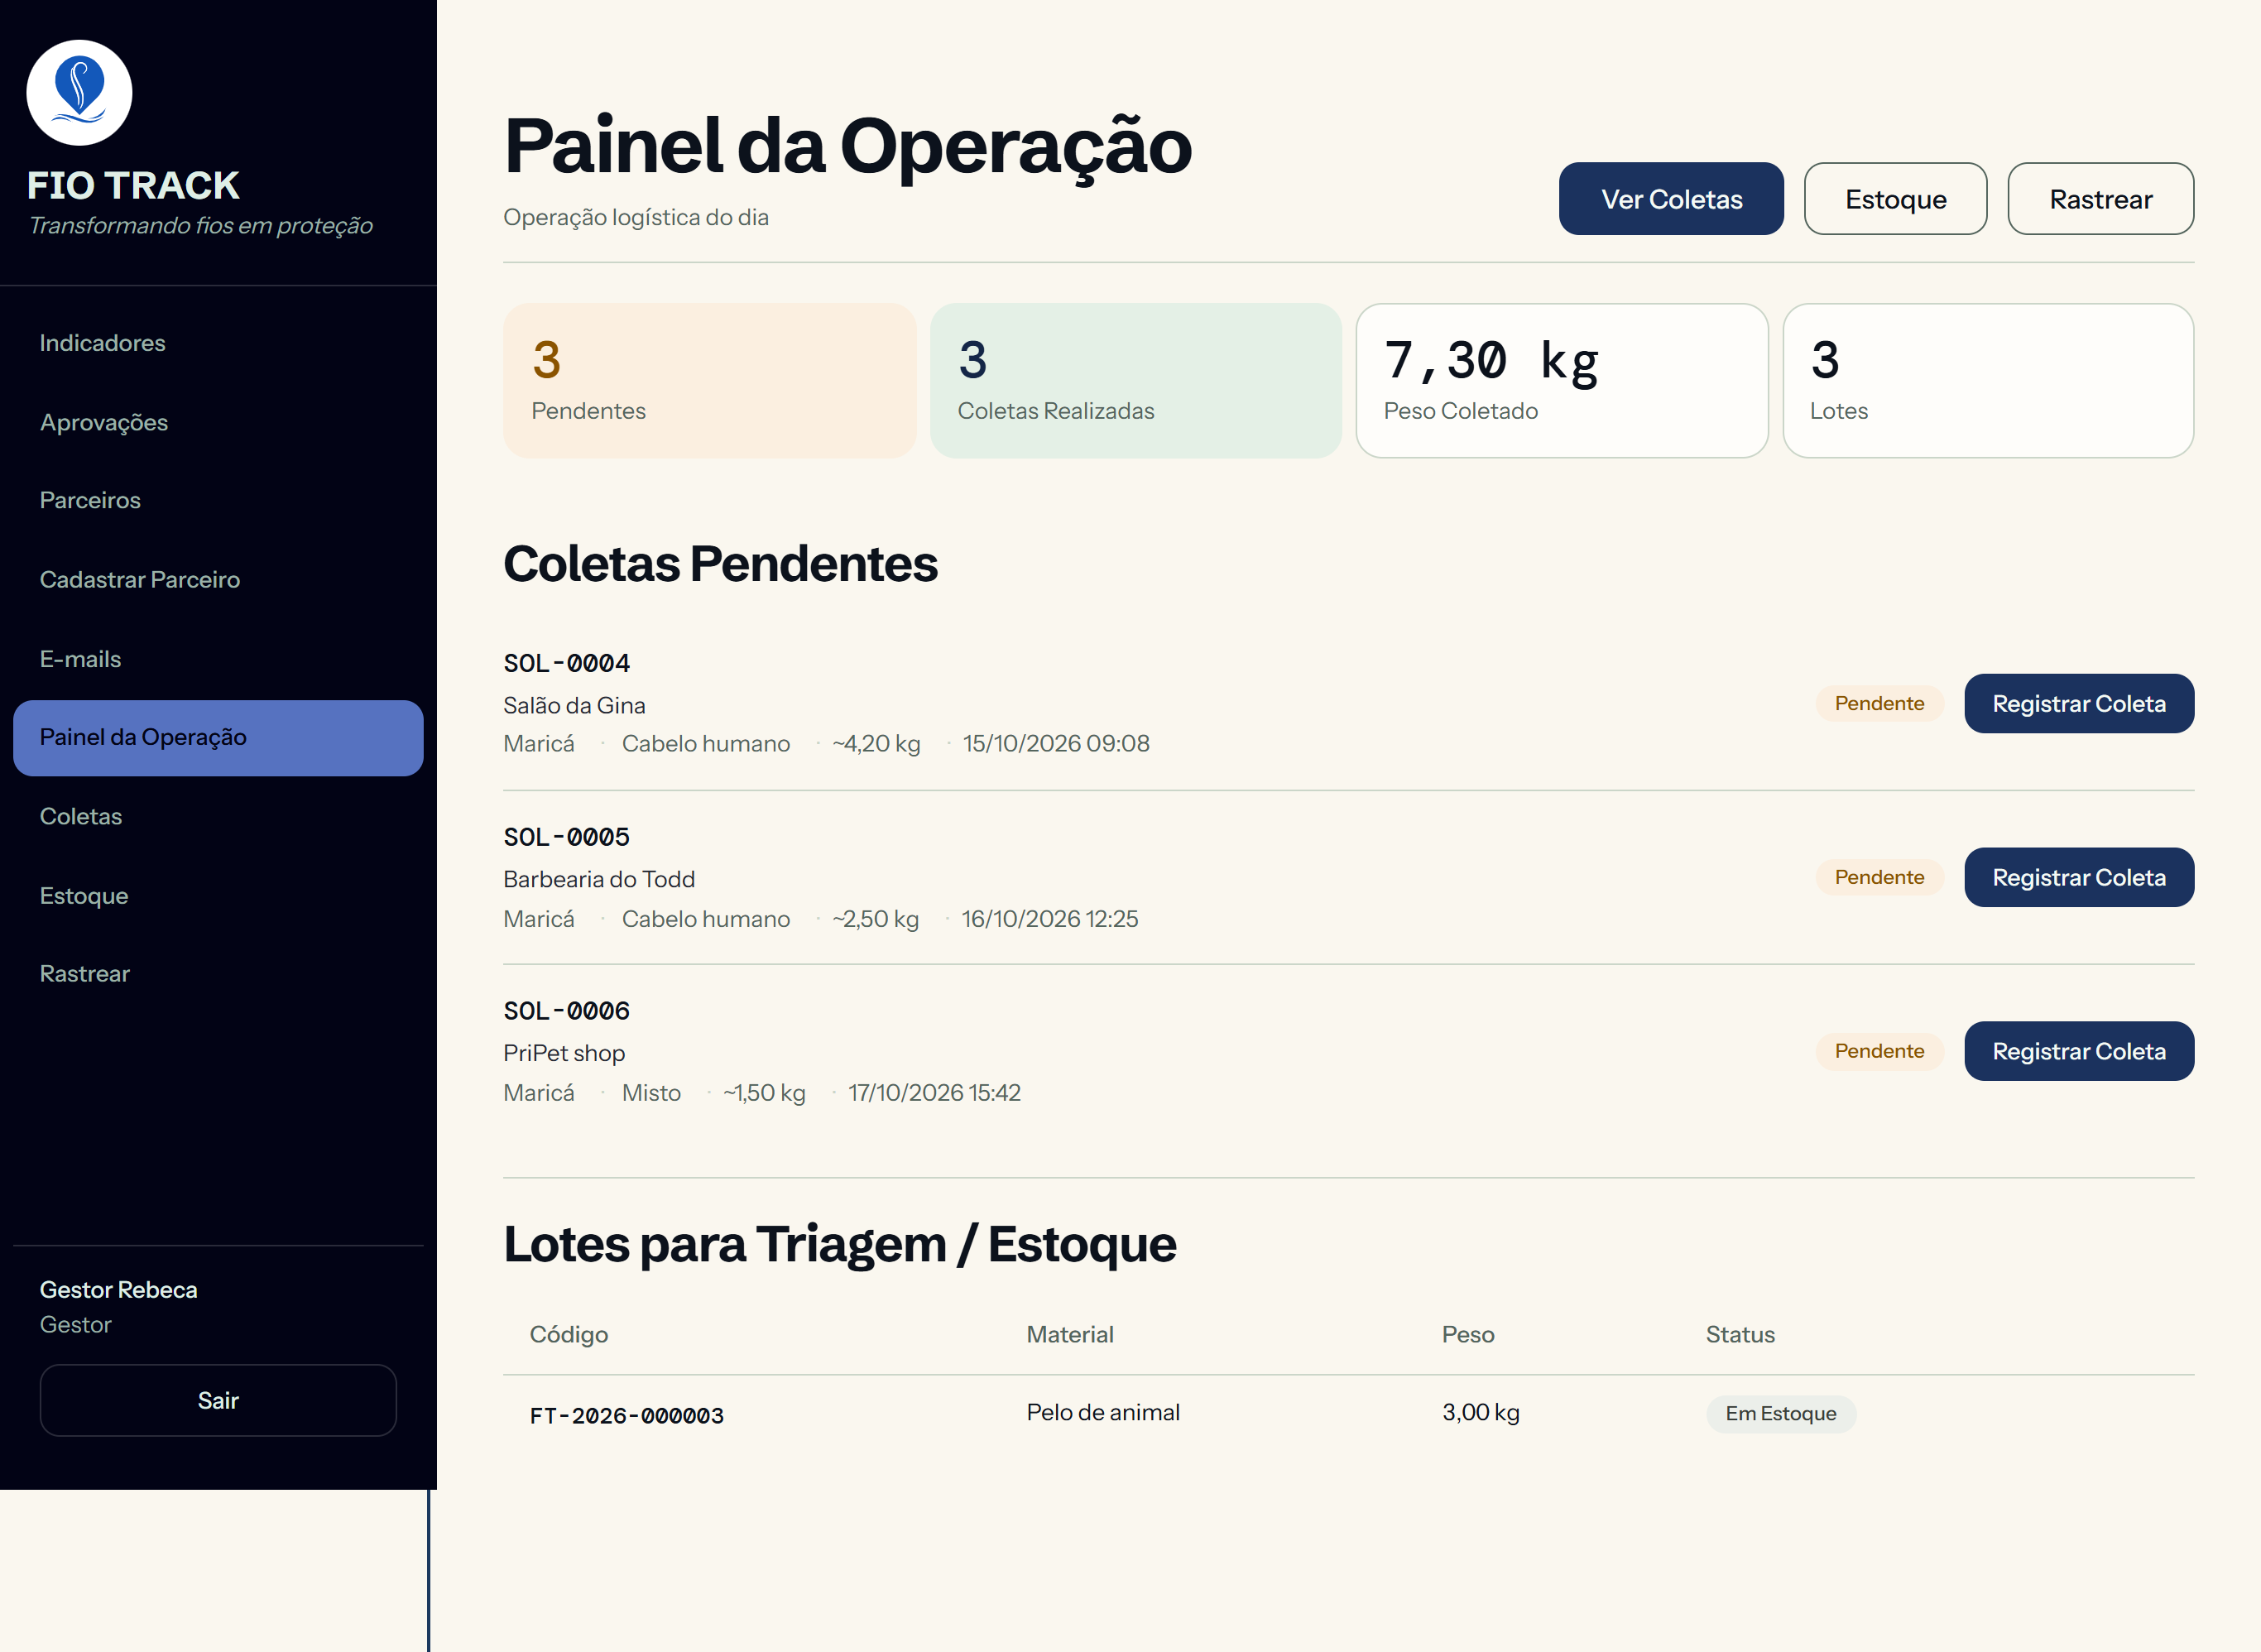 FIO TRACK
Transformando fios em proteção
Indicadores
Aprovações
Parceiros
Cadastrar Parceiro
E-mails
Painel da Operação
Coletas
Estoque
Rastrear
Gestor Rebeca
Gestor
Sair
Painel da Operação
Operação logística do dia
Ver Coletas
Estoque
Rastrear
3
Pendentes
3
Coletas Realizadas
7,30 kg
Peso Coletado
3
Lotes
Coletas Pendentes
SOL-0004
Salão da Gina
Maricá · Cabelo humano · ~4,20 kg · 15/10/2026 09:08
Pendente
Registrar Coleta
SOL-0005
Barbearia do Todd
Maricá · Cabelo humano · ~2,50 kg · 16/10/2026 12:25
Pendente
Registrar Coleta
SOL-0006
PriPet shop
Maricá · Misto · ~1,50 kg · 17/10/2026 15:42
Pendente
Registrar Coleta
Lotes para Triagem / Estoque
Código Material Peso Status
FT-2026-000003 Pelo de animal 3,00 kg Em Estoque